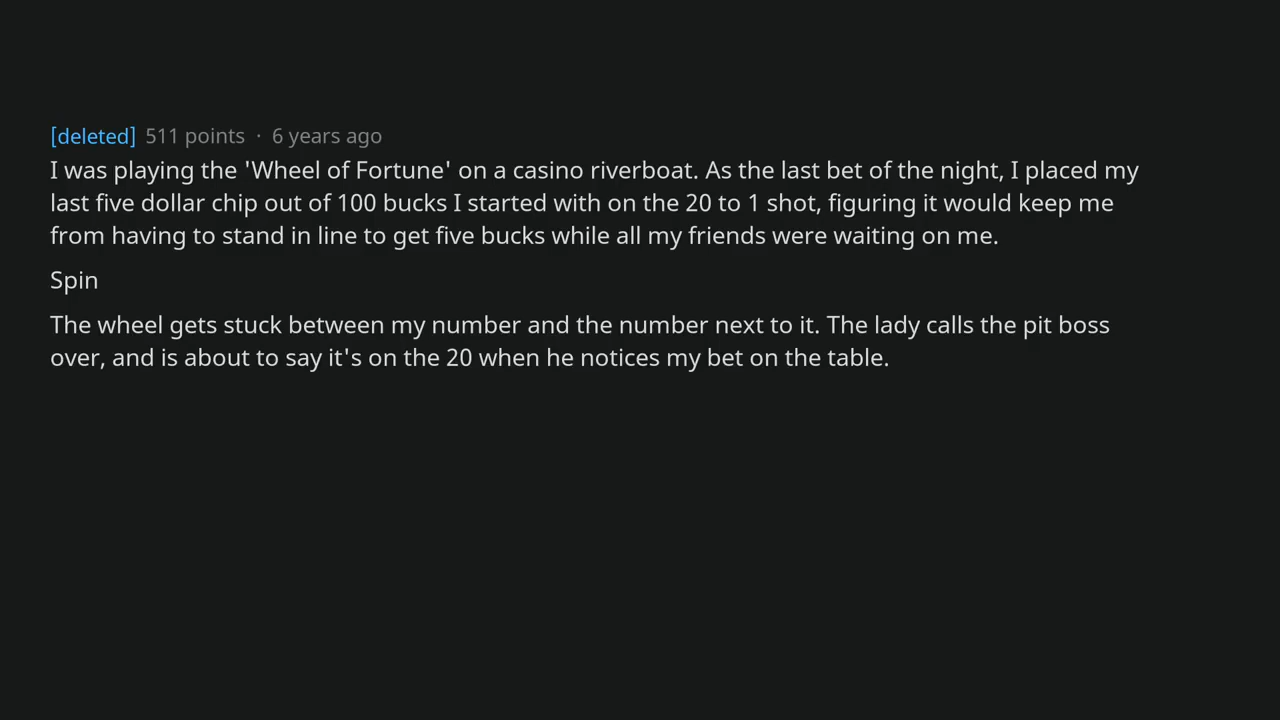 [deleted] 511 points · 6 years ago
I was playing the 'Wheel of Fortune' on a casino riverboat. As the last bet of the night, I placed my
last five dollar chip out of 100 bucks I started with on the 20 to 1 shot, figuring it would keep me
from having to stand in line to get five bucks while all my friends were waiting on me.
Spin
The wheel gets stuck between my number and the number next to it. The lady calls the pit boss
over, and is about to say it's on the 20 when he notices my bet on the table.